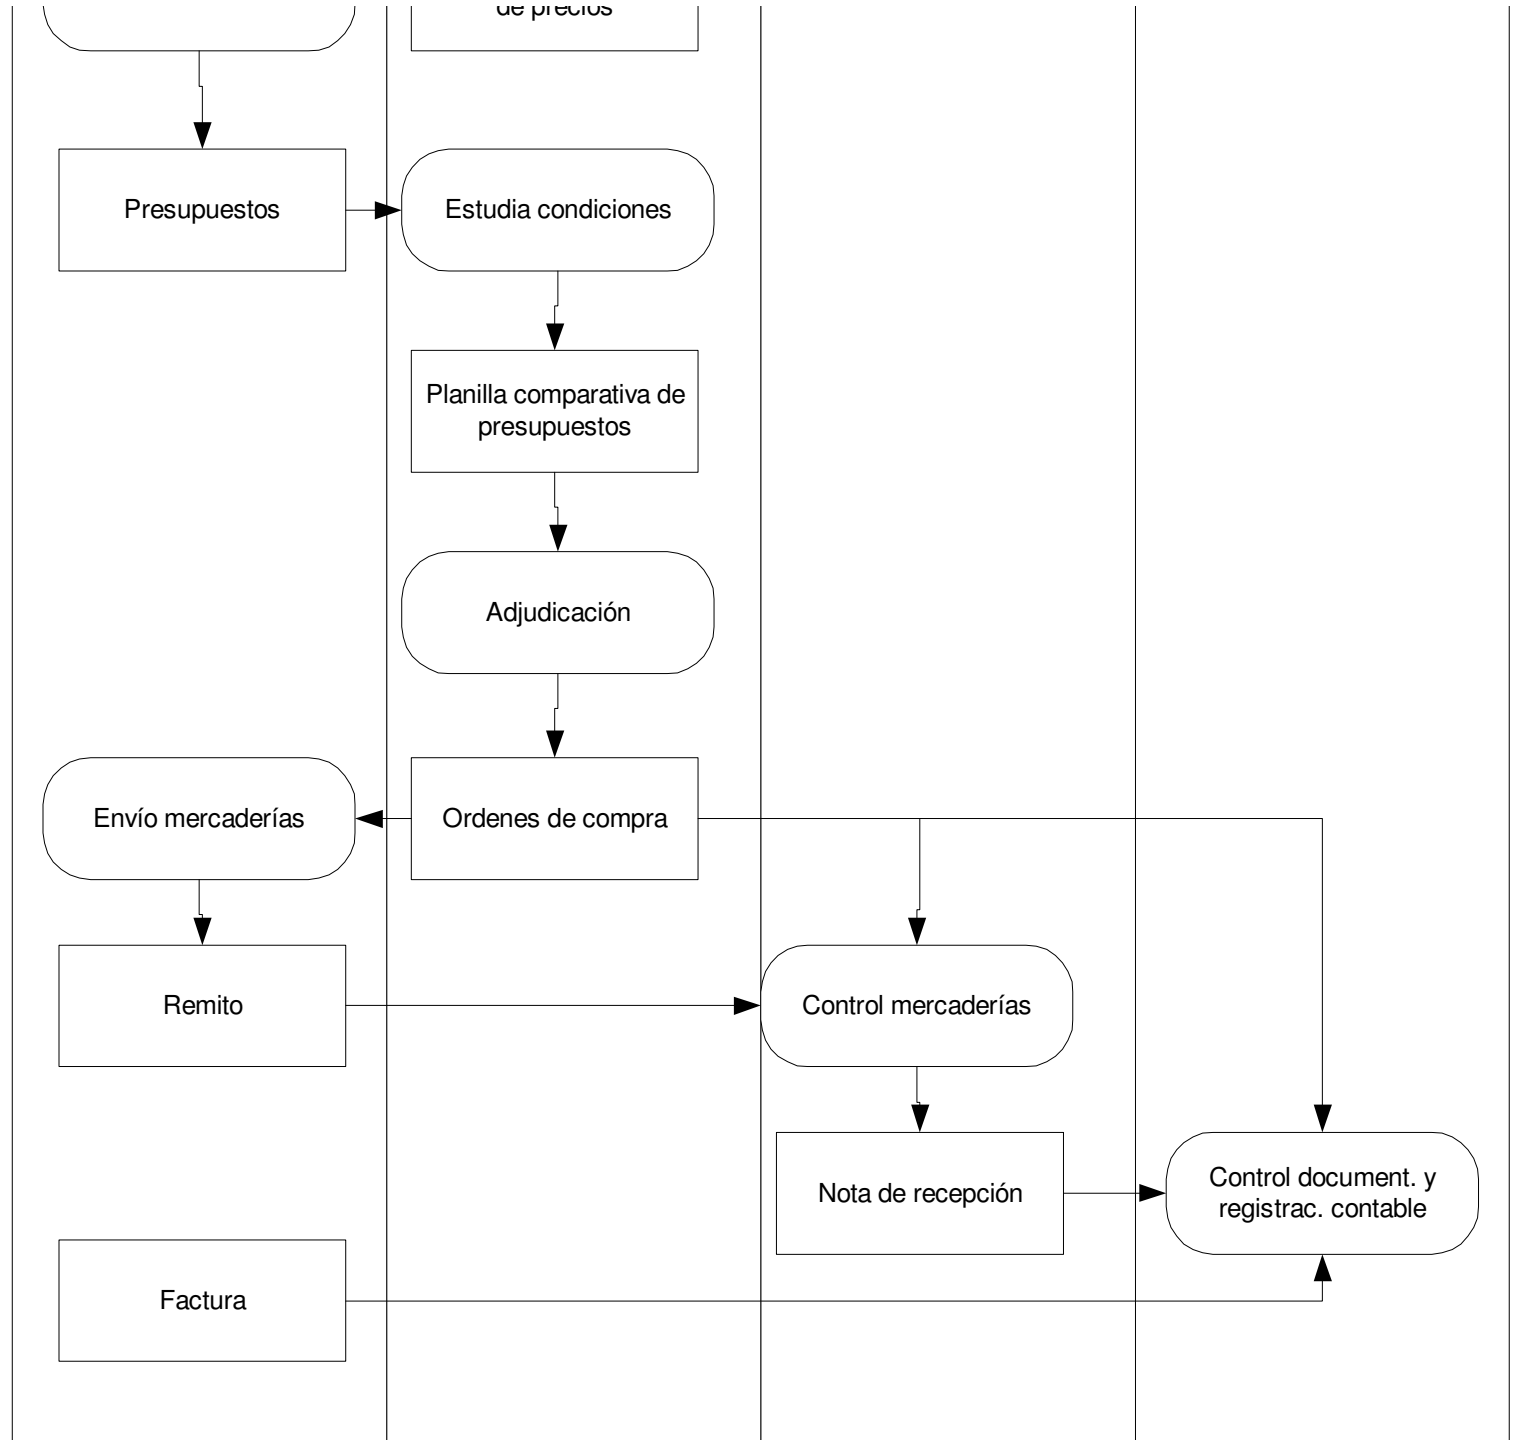 de precios
Presupuestos
Estudia condiciones
Planilla comparativa de
presupuestos
Adjudicación
Envío mercaderías
Ordenes de compra
Remito
Control mercaderías
Nota de recepción
Control document. y
registrac. contable
Factura